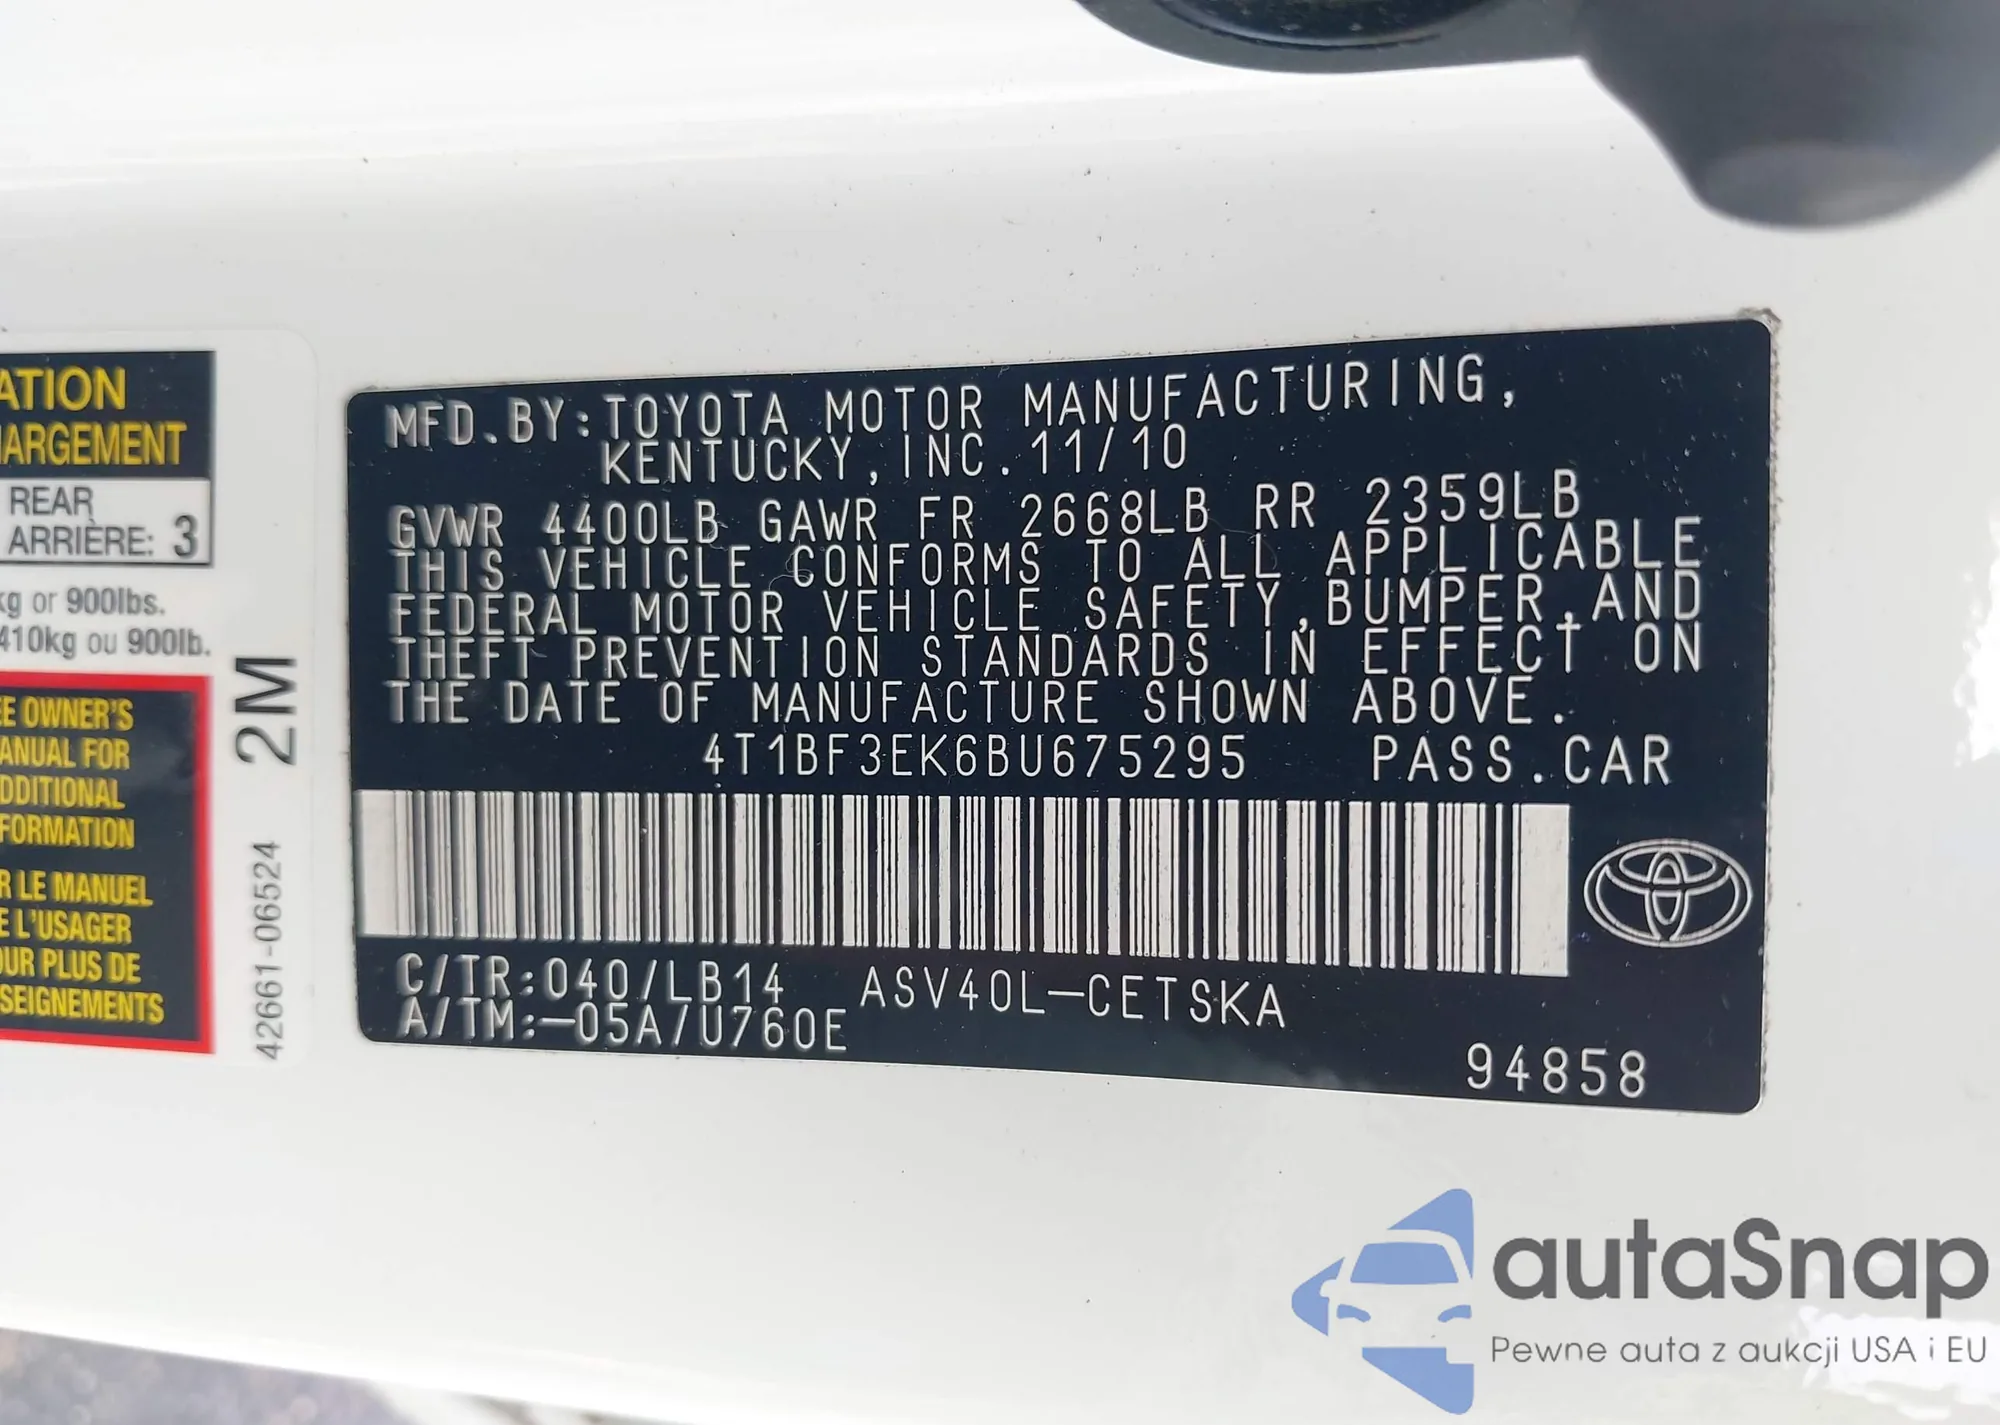 ATION
HARGEMENT
REAR
ARRIÈRE: 3
kg or 900lbs.
410kg ou 900lb.
EE OWNER'S
ANUAL FOR
DDITIONAL
FORMATION
R LE MANUEL
E L'USAGER
OUR PLUS DE
SEIGNEMENTS
42661-06524 2M
MFD.BY:TOYOTA MOTOR MANUFACTURING,
KENTUCKY,INC.11/10
GVWR 4400LB GAWR FR 2668LB RR 2359LB
THIS VEHICLE CONFORMS TO ALL APPLICABLE
FEDERAL MOTOR VEHICLE SAFETY,BUMPER,AND
THEFT PREVENTION STANDARDS IN EFFECT ON
THE DATE OF MANUFACTURE SHOWN ABOVE.
4T1BF3EK6BU675295 PASS.CAR
C/TR:040/LB14 ASV40L-CETSKA
A/TM:-05A/U760E
94858
autaSnap
Pewne auta z aukcji USA i EU